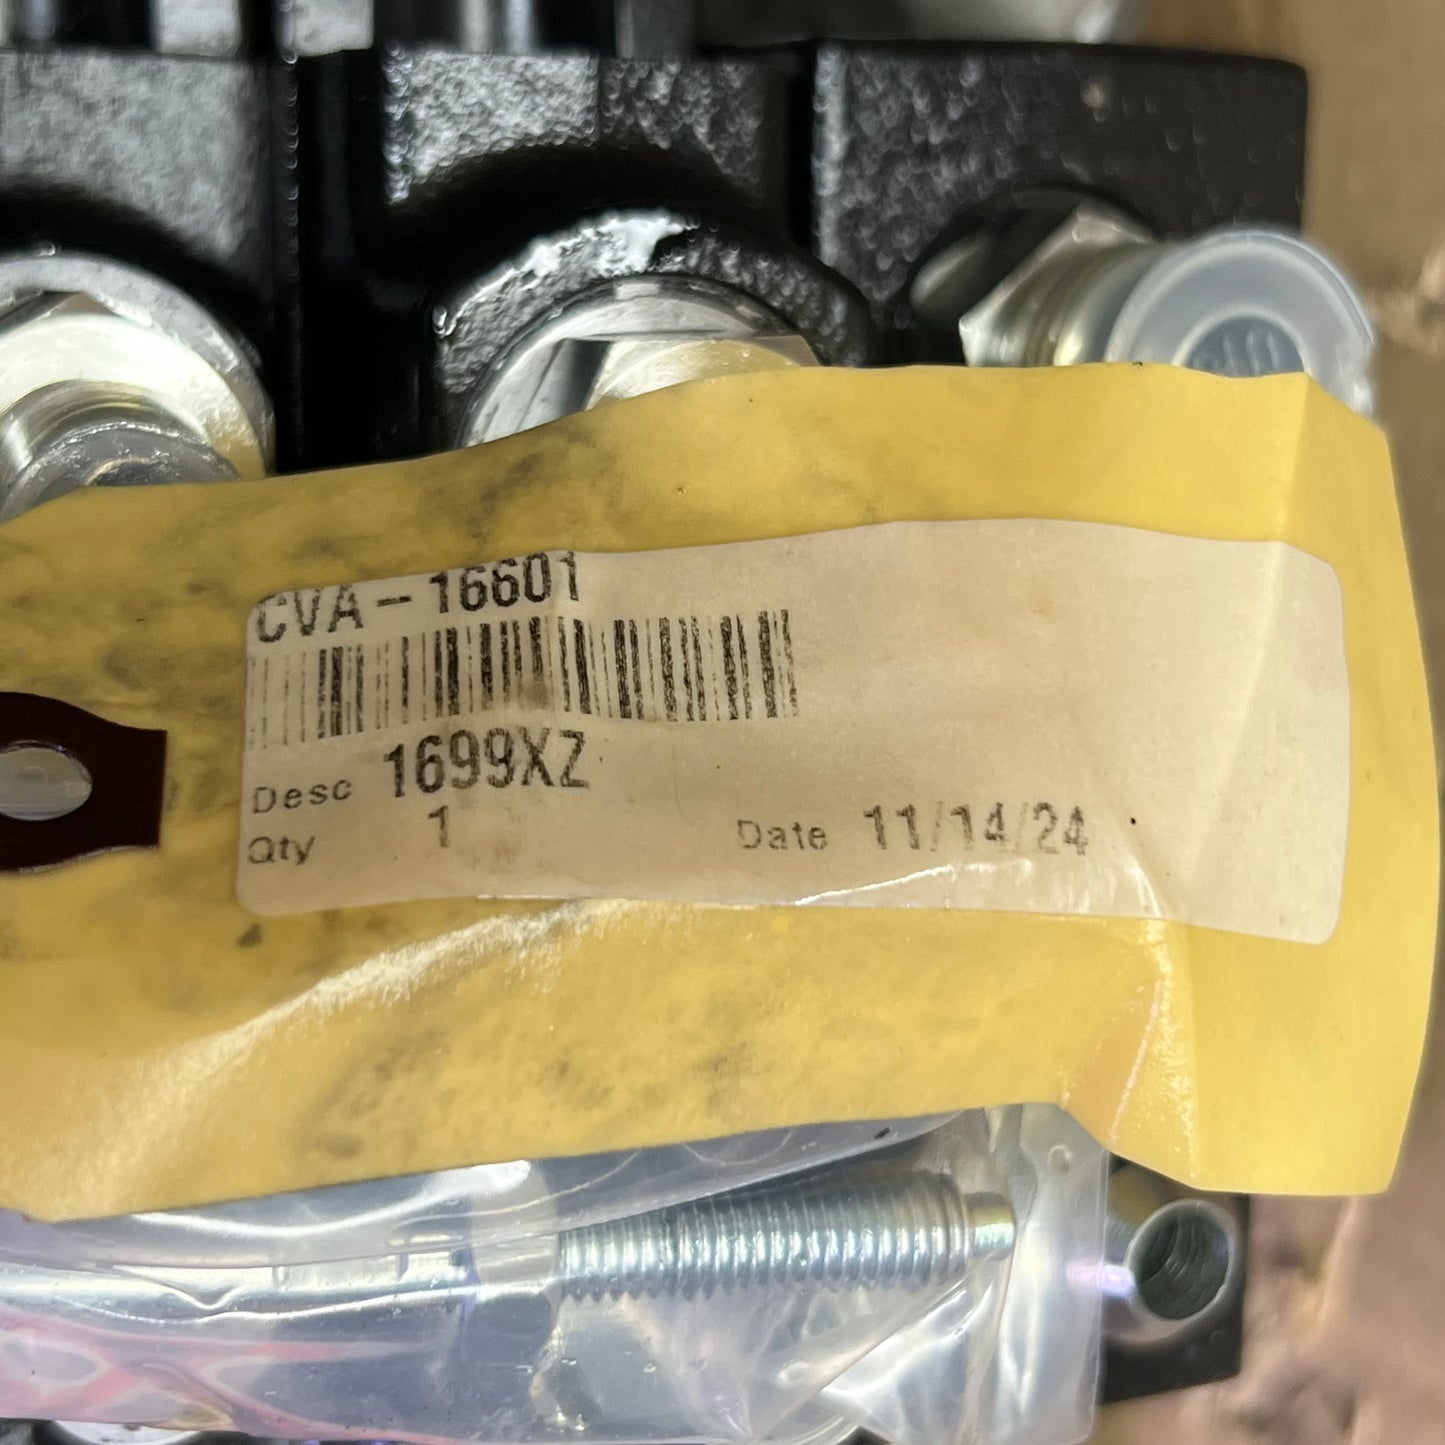 CVA-16601
Desc 1699XZ
Qty 1 Date 11/14/24